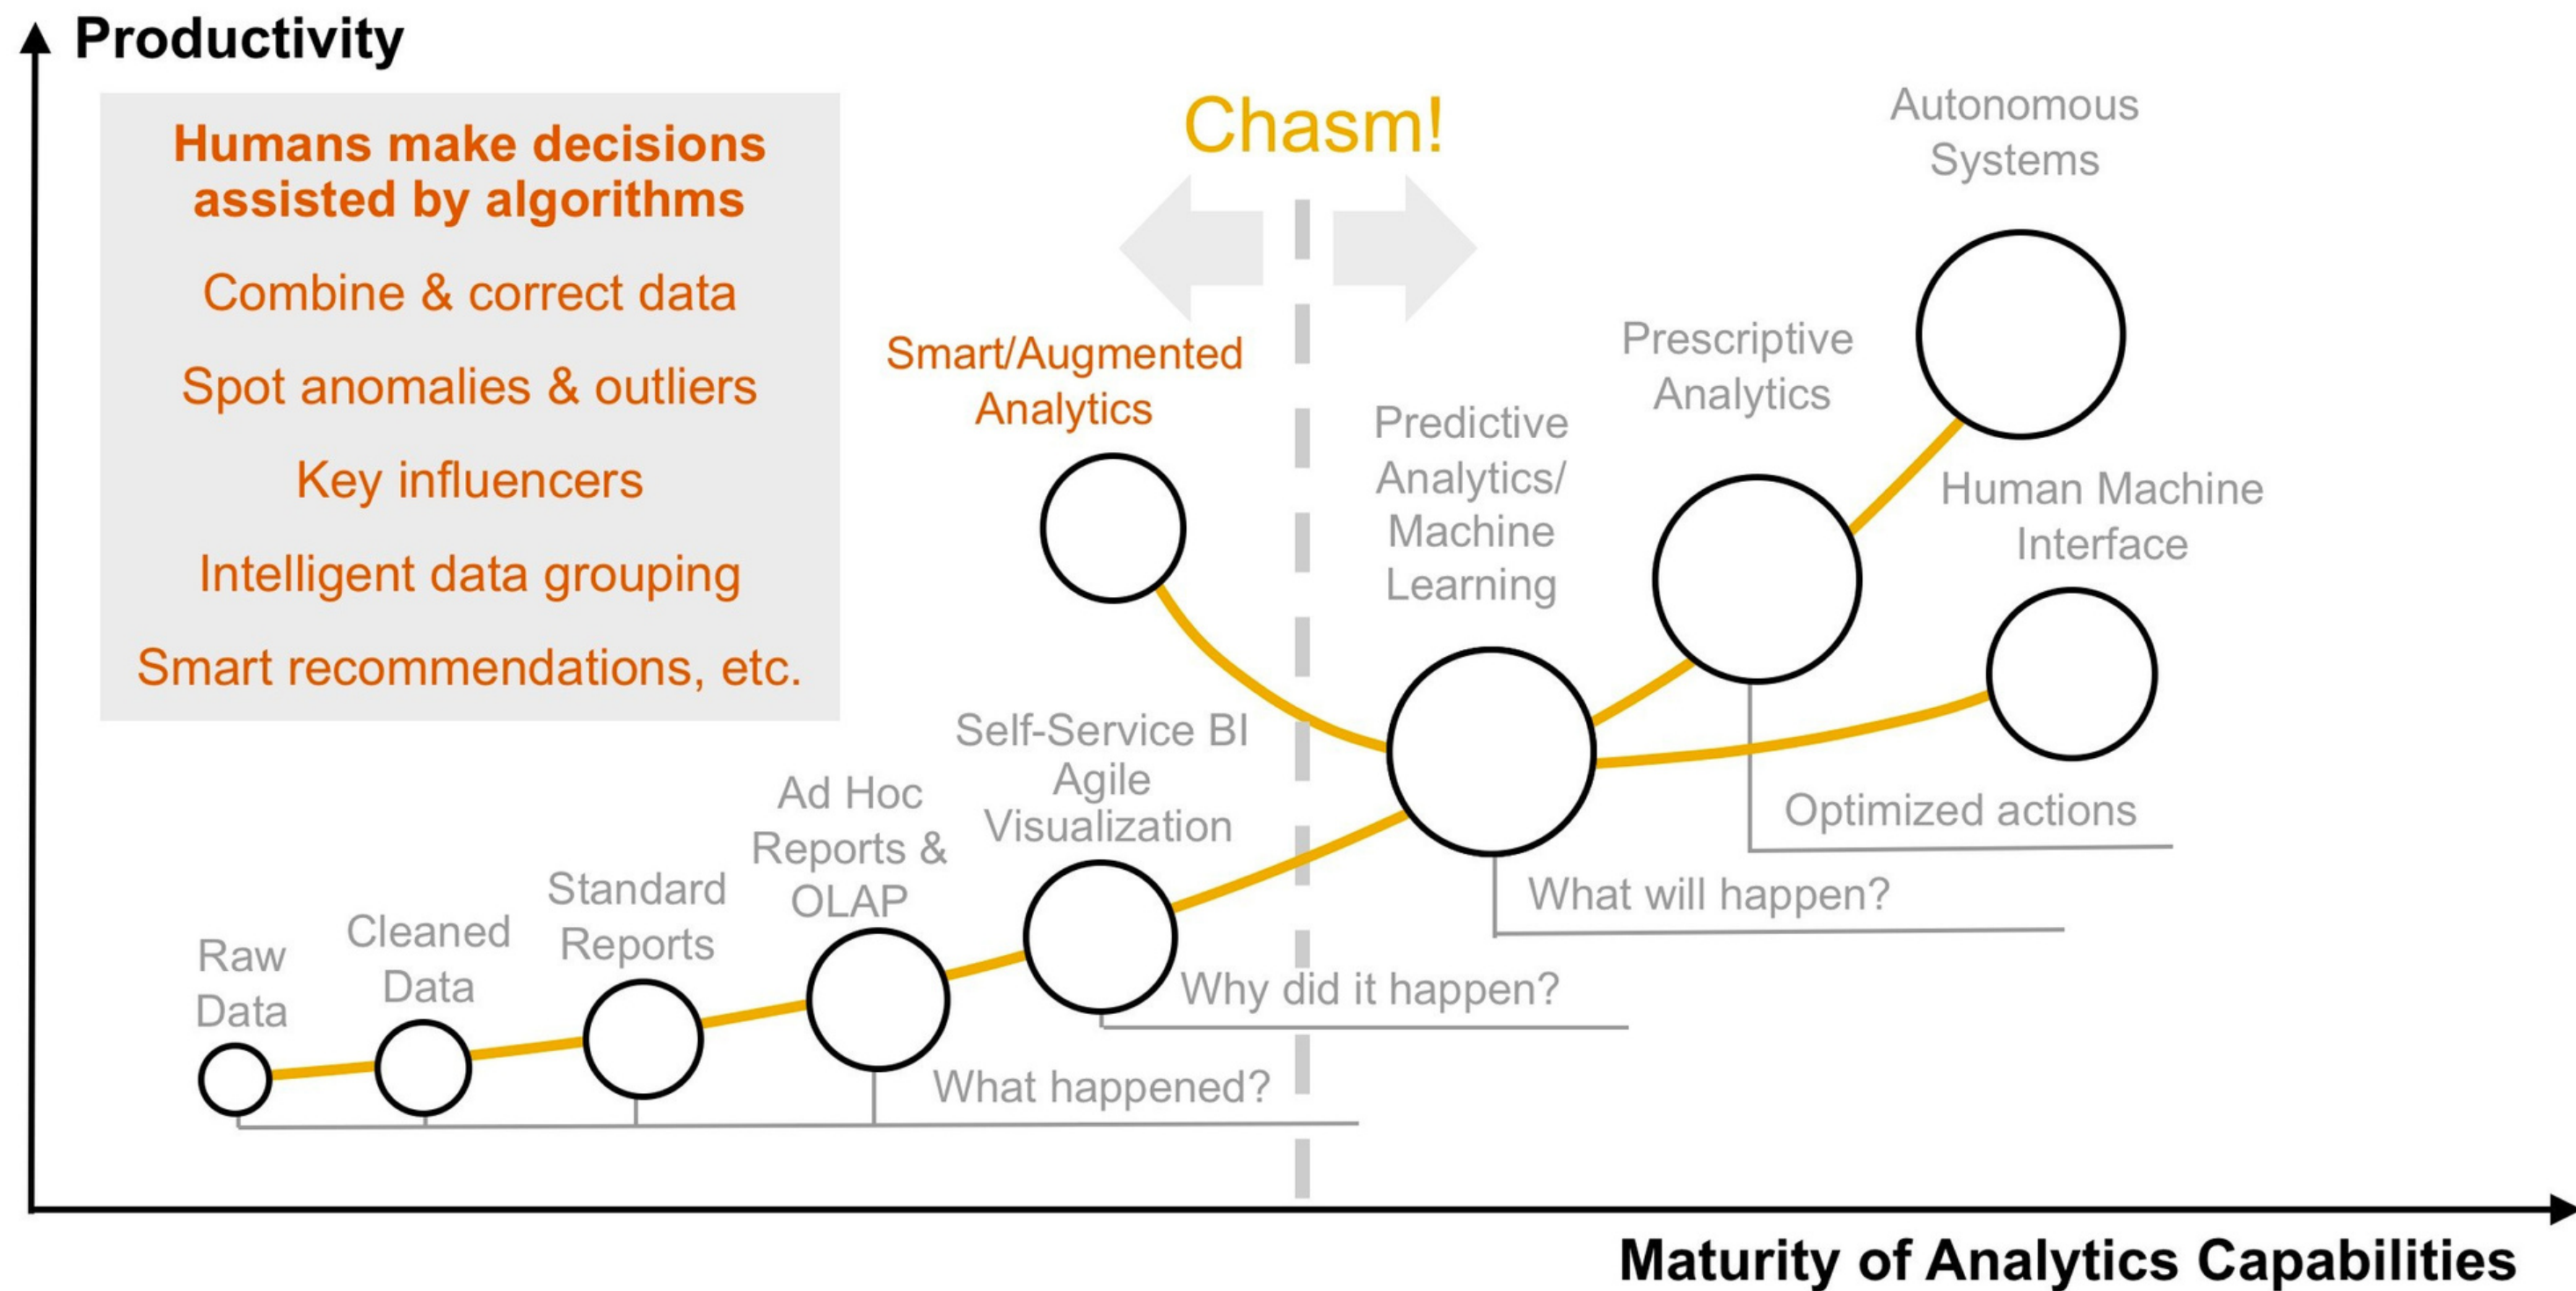 Productivity
Humans make decisions
assisted by algorithms
Combine & correct data
Spot anomalies & outliers
Key influencers
Intelligent data grouping
Smart recommendations, etc.
Chasm!
Smart/Augmented
Analytics
Autonomous
Systems
Prescriptive
Analytics
Predictive
Analytics/
Machine
Learning
Human Machine
Interface
Self-Service BI
Agile
Visualization
Ad Hoc
Reports &
OLAP
Standard
Reports
Cleaned
Data
Raw
Data
Optimized actions
What will happen?
Why did it happen?
What happened?
Maturity of Analytics Capabilities